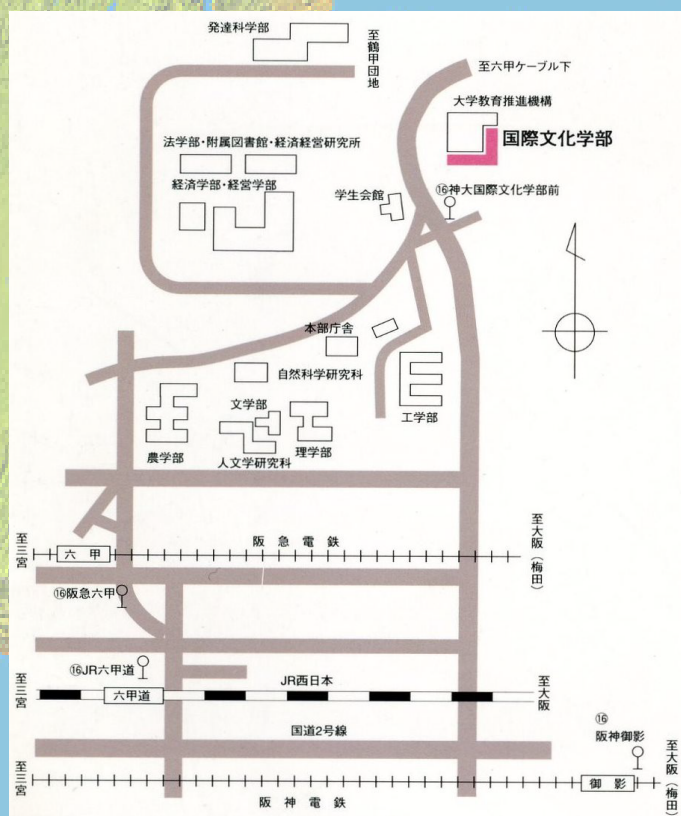 発達科学部
至鶴甲団地
至六甲ケーブル下
大学教育推進機構
国際文化学部
法学部・附属図書館・経済経営研究所
経済学部・経営学部
学生会館
⑯神大国際文化学部前
本部庁舎
自然科学研究科
工学部
文学部
農学部
人文学研究科
理学部
至三宮
六甲
阪急電鉄
至大阪(梅田)
⑯阪急六甲
⑯JR六甲道
至三宮
六甲道
JR西日本
至大阪
国道2号線
⑯
阪神御影
至三宮
阪神電鉄
御影
至大阪(梅田)